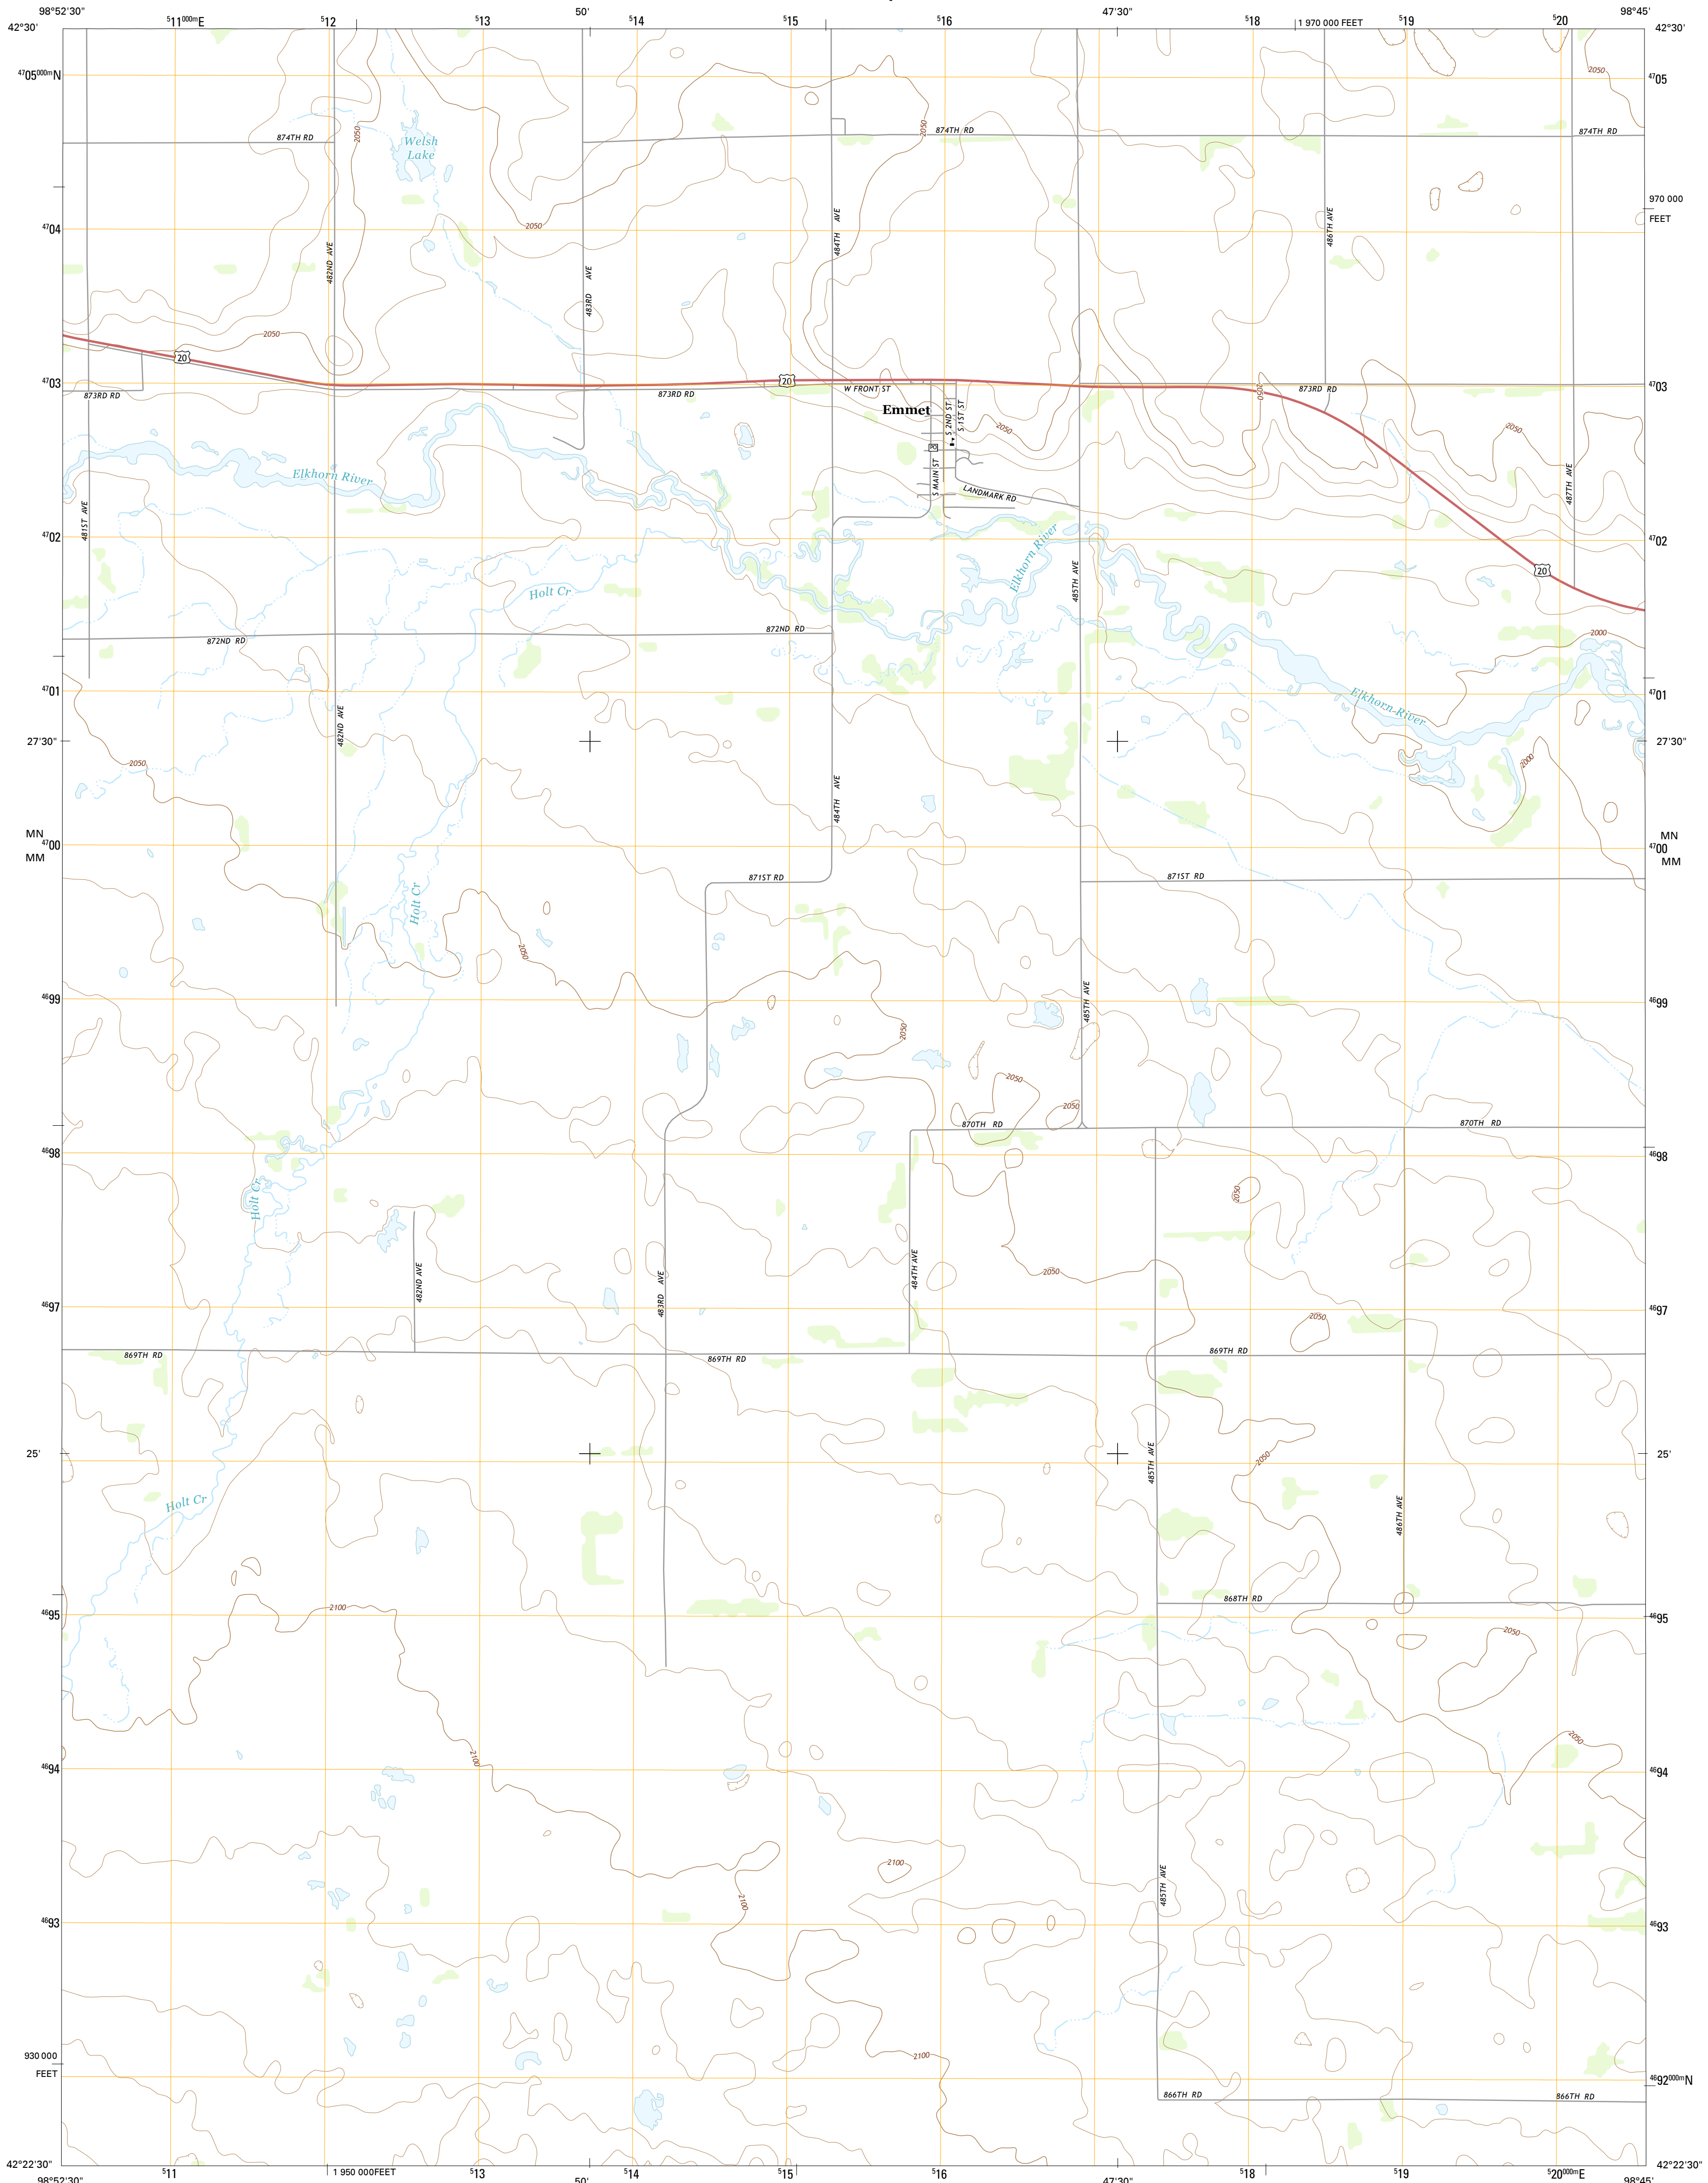 98°52'30"
⁵11⁰⁰⁰ᵐE
⁵12
⁵13
50'
⁵14
⁵15
⁵16
47'30"
⁵18
1 970 000 FEET
⁵19
⁵20
98°45'
42°30'
42°30'
⁴⁷05⁰⁰⁰ᵐN
2050
⁴⁷05
874TH RD
2050
Welsh
Lake
2050
874TH RD
874TH RD
970 000
FEET
⁴⁷04
2050
482ND AVE
483RD AVE
484TH AVE
486TH AVE
2050
20
⁴⁷03
873RD RD
873RD RD
20
W FRONT ST
2050
873RD RD
⁴⁷03
Emmet
S 2ND ST
S 1ST ST
2050
2050
PO
S MAIN ST
LANDMARK RD
Elkhorn River
481ST AVE
487TH AVE
⁴⁷02
Elkhorn River
485TH AVE
⁴⁷02
20
Holt Cr
872ND RD
872ND RD
2000
⁴⁷01
482ND AVE
Elkhorn River
⁴⁷01
27'30"
27'30"
2050
2000
484TH AVE
MN
MM
⁴⁷00
MN
⁴⁷00
MM
871ST RD
871ST RD
Holt Cr
2050
⁴⁶99
485TH AVE
⁴⁶99
2050
2050
2050
870TH RD
870TH RD
⁴⁶98
⁴⁶98
Holt Cr
2050
482ND AVE
483RD AVE
484TH AVE
2050
⁴⁶97
2050
⁴⁶97
869TH RD
869TH RD
869TH RD
25'
485TH AVE
2050
25'
Holt Cr
486TH AVE
868TH RD
⁴⁶95
2100
⁴⁶95
2050
2050
2100
⁴⁶94
⁴⁶94
2100
485TH AVE
2100
⁴⁶93
⁴⁶93
930 000
FEET
2100
⁴⁶92⁰⁰⁰ᵐN
866TH RD
866TH RD
42°22'30"
42°22'30"
98°52'30"
⁵11
1 950 000FEET
⁵13
50'
⁵14
⁵15
⁵16
47'30"
⁵18
⁵19
⁵20⁰⁰⁰ᵐE
98°45'